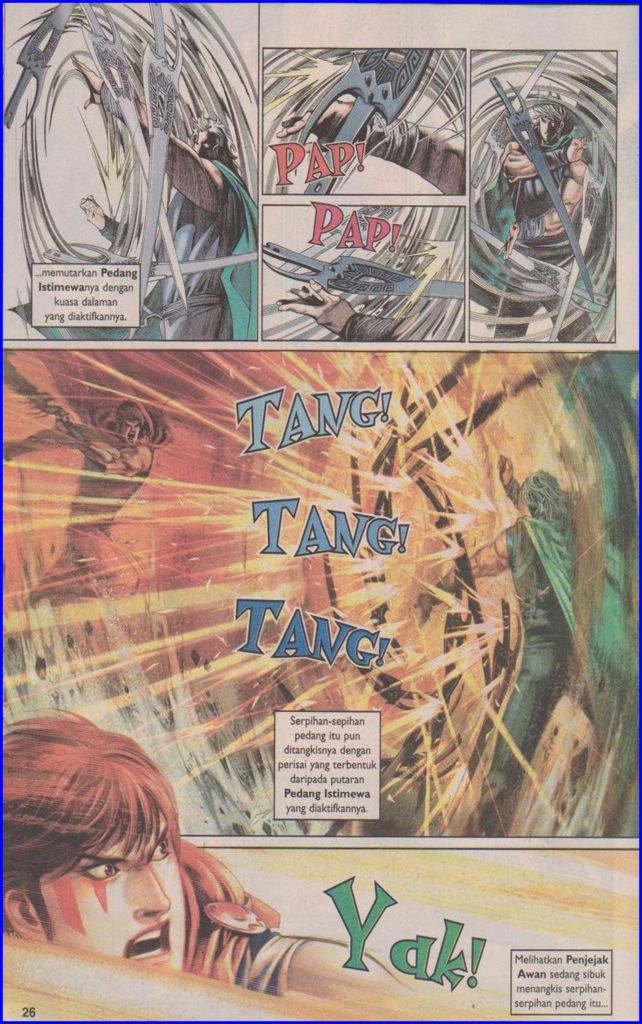 PAP!
PAP!
...memutarkan Pedang
Istimewanya dengan
kuasa dalaman
yang diaktifkannya.
TANG!
TANG!
TANG!
Serpihan-sepihan
pedang itu pun
ditangkisnya dengan
perisai yang terbentuk
daripada putaran
Pedang Istimewa
yang diaktifkannya.
Yak!
Melihatkan Penjejak
Awan sedang sibuk
menangkis serpihan-
serpihan pedang itu...
26